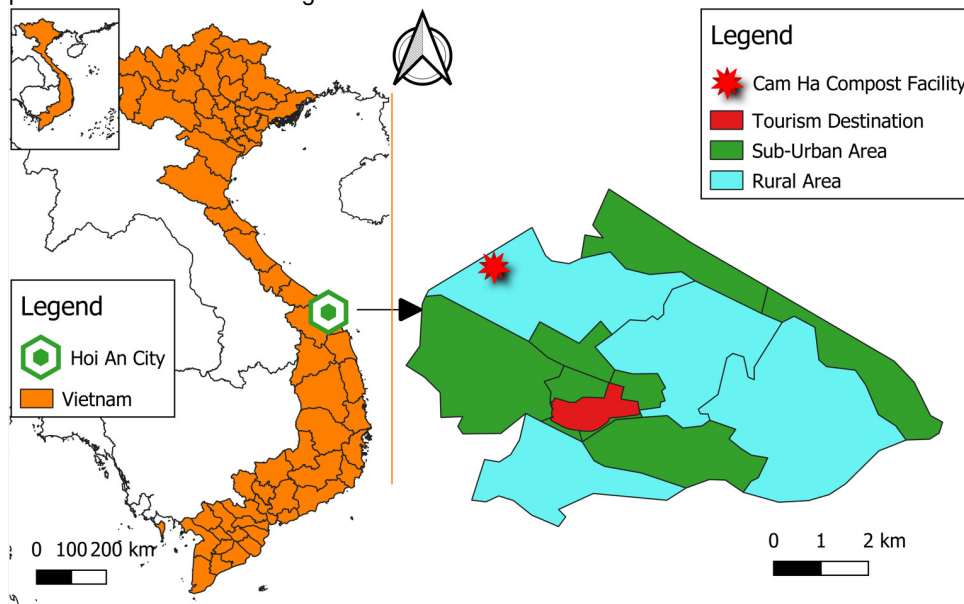 Legend
Hoi An City
Vietnam
0 100 200 km
Legend
Cam Ha Compost Facility
Tourism Destination
Sub-Urban Area
Rural Area
0 1 2 km